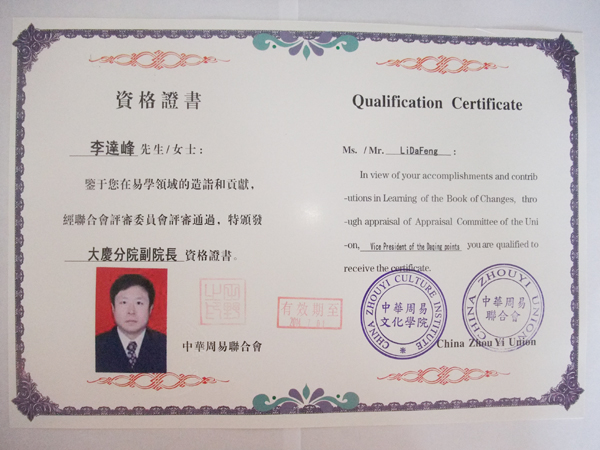 資格證書
李達峰 先生/女士：
鉴于您在易學領域的造詣和貢獻，
經聯合會評審委員會評審通過，特頒發
大慶分院副院長 資格證書。
中華周易聯合會
有效期至
Qualification Certificate
Ms. /Mr. LiDaFeng :
In view of your accomplishments and contrib
-utions in Learning of the Book of Changes, thro
-ugh appraisal of Appraisal Committee of the Uni
-on, Vice President of the Daqing points you are qualified to
receive the certificate.
CHINA ZHOUYI CULTURE INSTITUTE
中華周易
文化學院
CHINA ZHOUYI UNION
中華周易
聯合會
China Zhou Yi Union